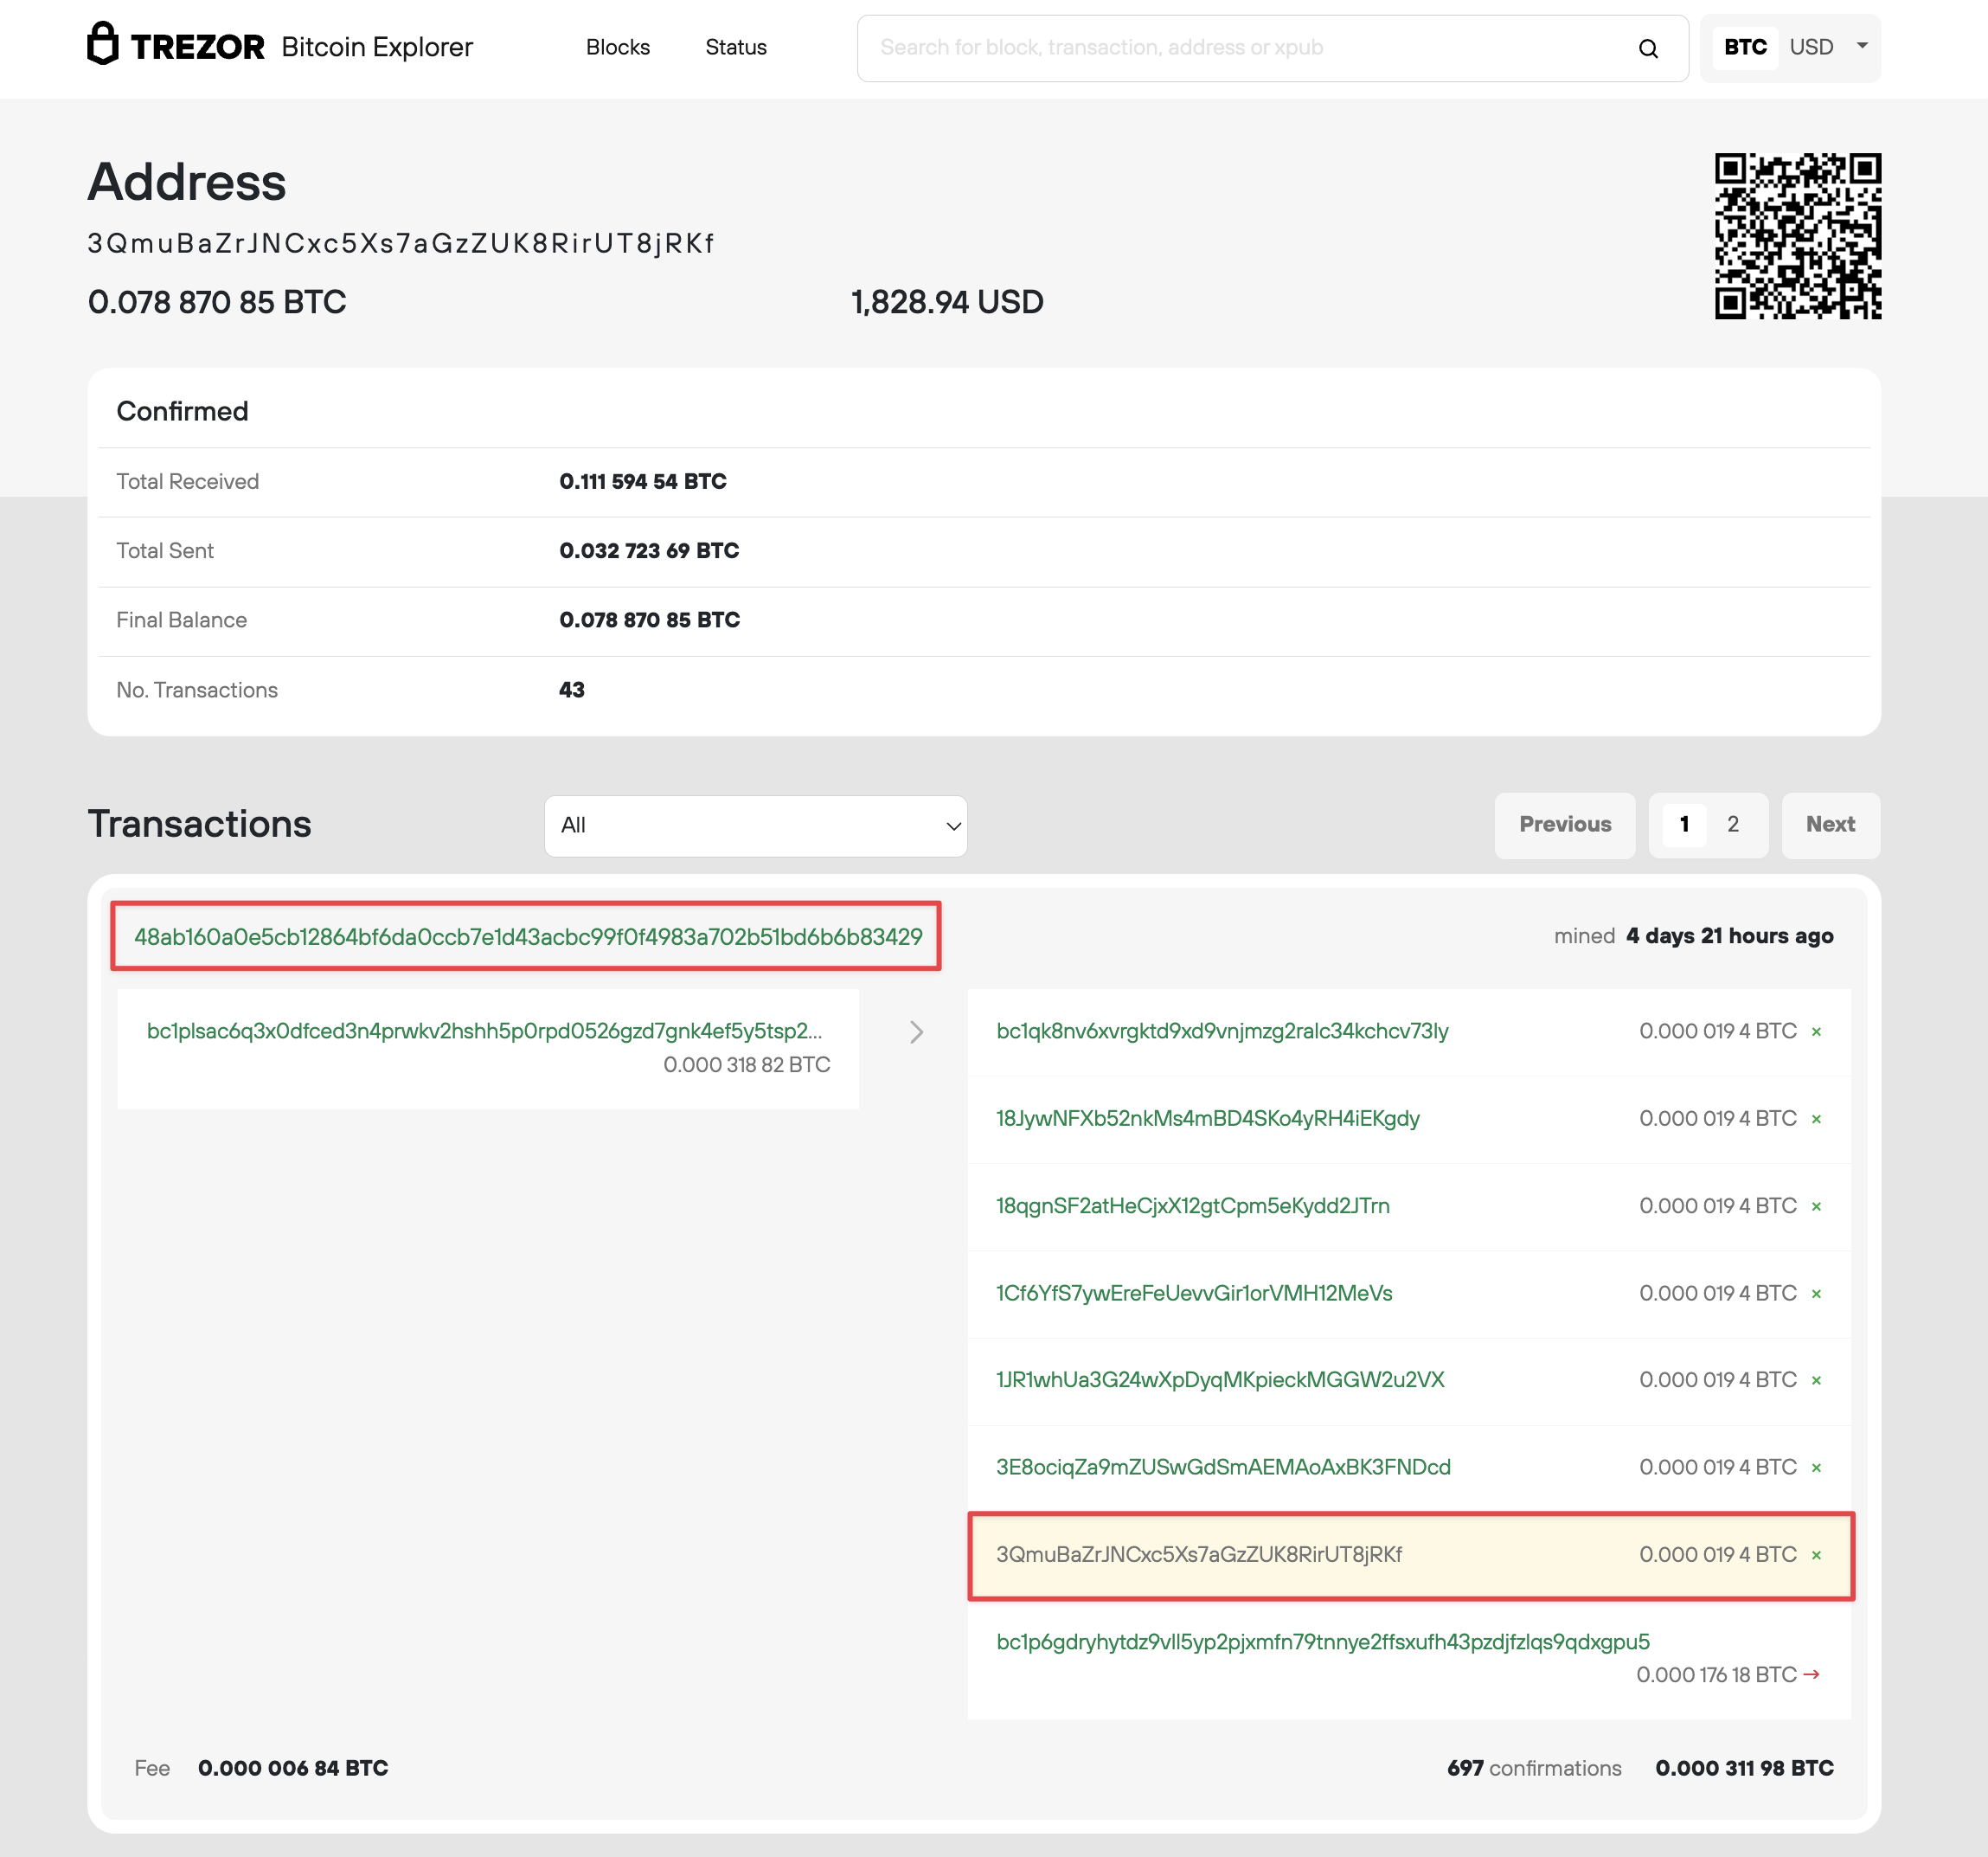 TREZOR Bitcoin Explorer Blocks Status Search for block, transaction, address or xpub BTC USD
Address
3QmuBaZrJNCxc5Xs7aGzZUK8RirUT8jRKf
0.078 870 85 BTC 1,828.94 USD
Confirmed
Total Received 0.111 594 54 BTC
Total Sent 0.032 723 69 BTC
Final Balance 0.078 870 85 BTC
No. Transactions 43
Transactions All Previous 1 2 Next
48ab160a0e5cb12864bf6da0ccb7e1d43acbc99f0f4983a702b51bd6b6b83429 mined 4 days 21 hours ago
bc1plsac6q3x0dfced3n4prwkv2hshh5p0rpd0526gzd7gnk4ef5y5tsp2...
0.000 318 82 BTC
bc1qk8nv6xvrgktd9xd9vnjmzg2ralc34kchcv73ly 0.000 019 4 BTC ×
18JywNFXb52nkMs4mBD4SKo4yRH4iEKgdy 0.000 019 4 BTC ×
18qgnSF2atHeCjxX12gtCpm5eKydd2JTrn 0.000 019 4 BTC ×
1Cf6YfS7ywEreFeUevvGir1orVMH12MeVs 0.000 019 4 BTC ×
1JR1whUa3G24wXpDyqMKpieckMGGW2u2VX 0.000 019 4 BTC ×
3E8ociqZa9mZUSwGdSmAEMAoAxBK3FNDcd 0.000 019 4 BTC ×
3QmuBaZrJNCxc5Xs7aGzZUK8RirUT8jRKf 0.000 019 4 BTC ×
bc1p6gdryhytdz9vll5yp2pjxmfn79tnnye2ffsxufh43pzdjfzlqs9qdxgpu5
0.000 176 18 BTC →
Fee 0.000 006 84 BTC 697 confirmations 0.000 311 98 BTC